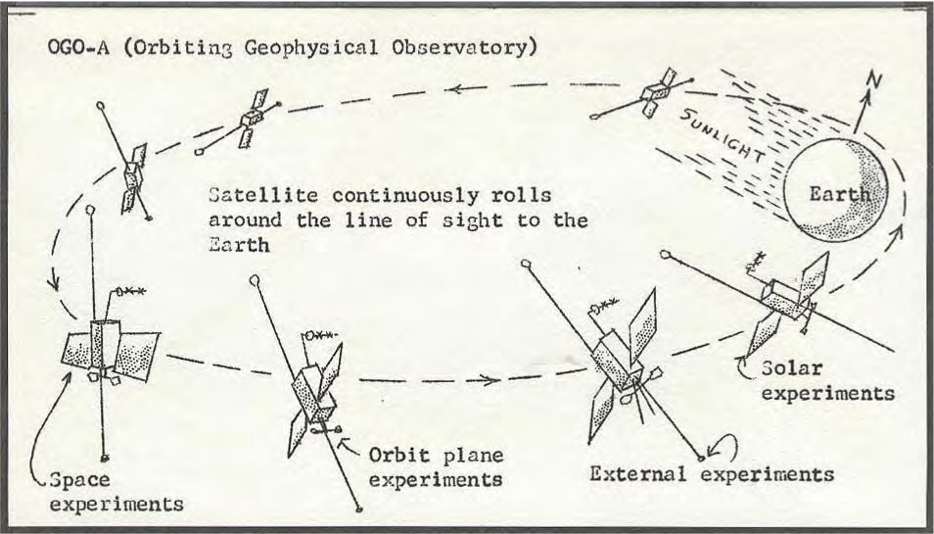 OGO-A (Orbiting Geophysical Observatory)
N
SUNLIGHT
Earth
Satellite continuously rolls
around the line of sight to the
Earth
Solar
experiments
Orbit plane
experiments
External experiments
Space
experiments